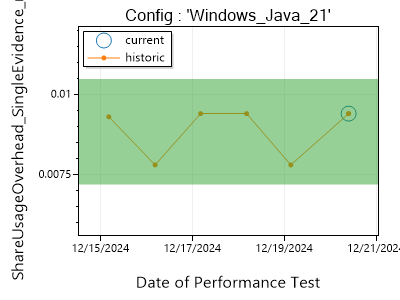 Config : 'Windows_Java_21'
current
historic
ShareUsageOverhead_SingleEvidence_
0.01
0.0075
12/15/2024
12/17/2024
12/19/2024
12/21/2024
Date of Performance Test